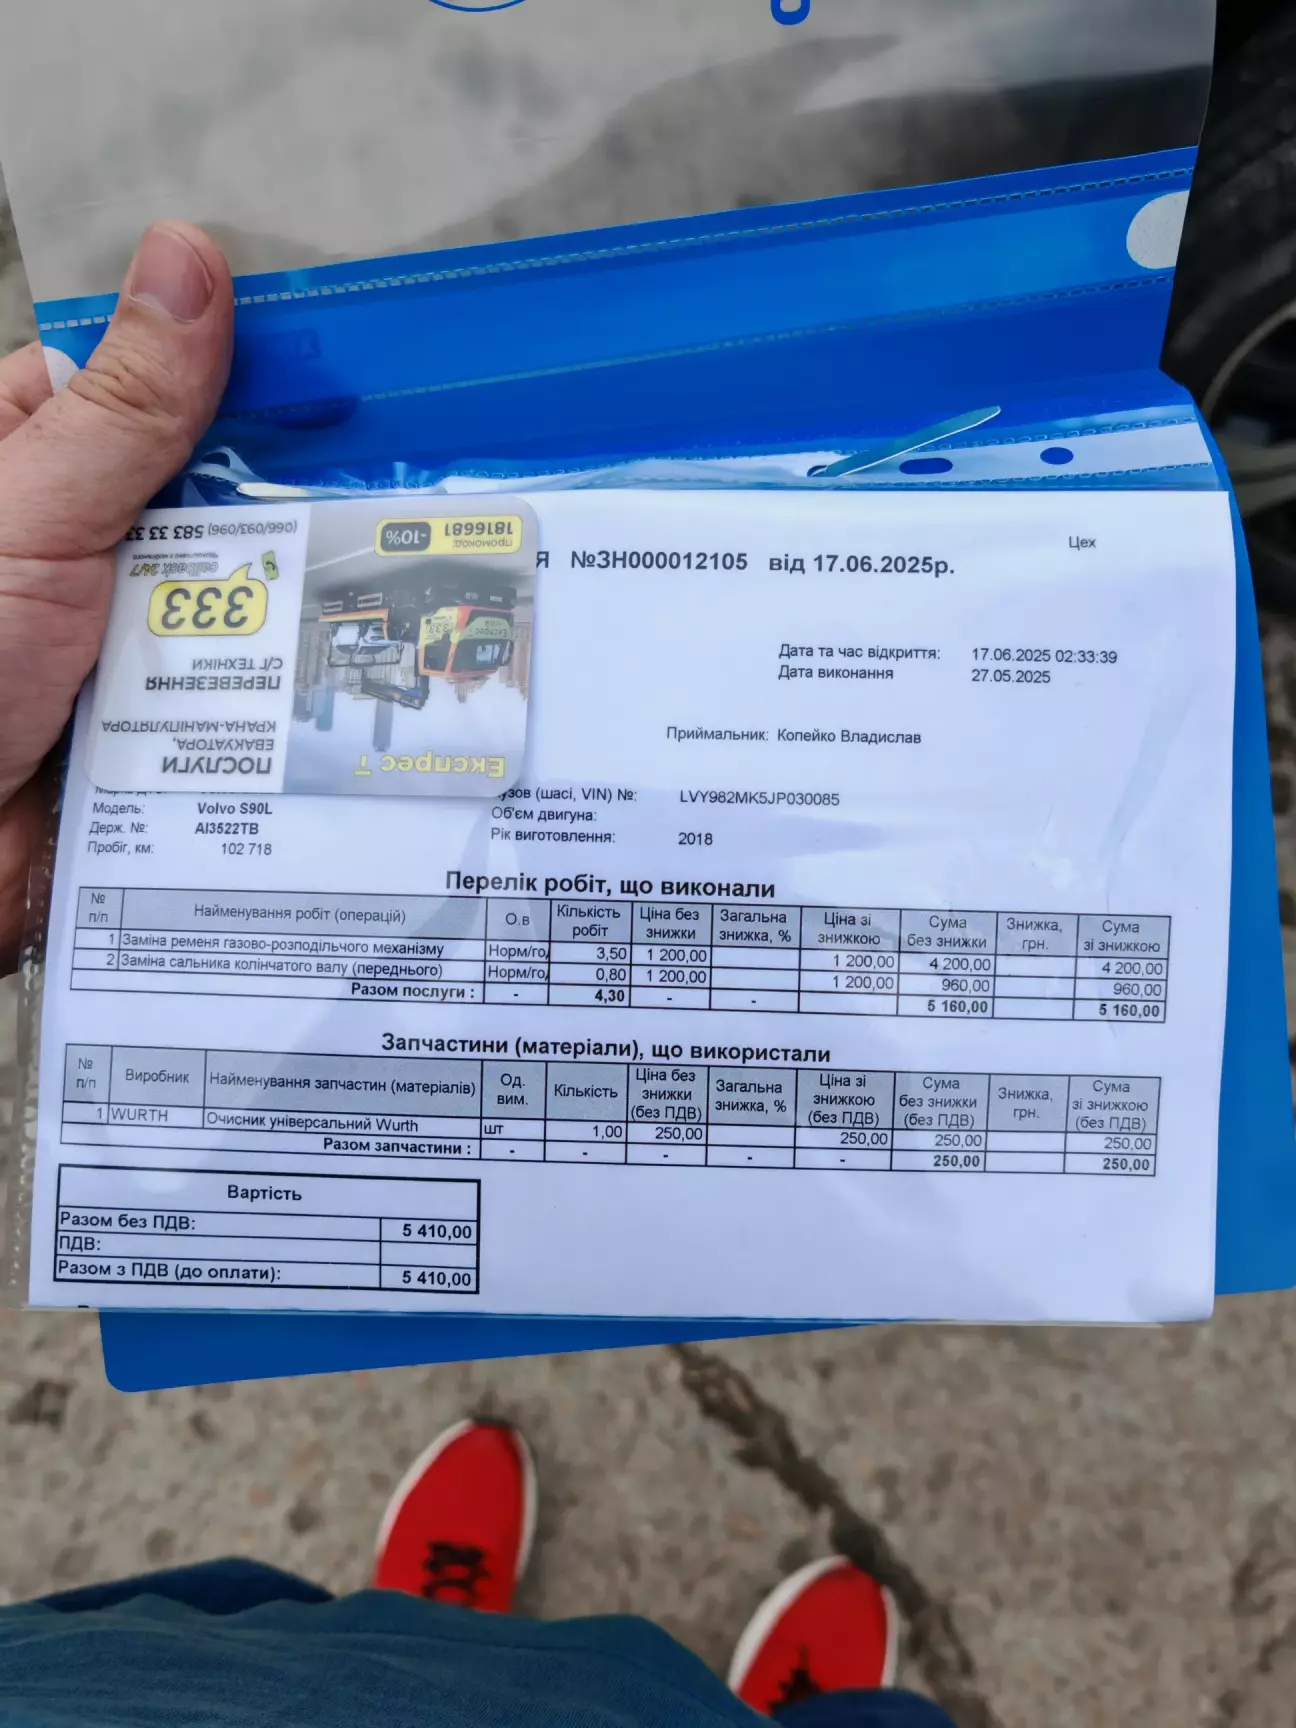 Цех
Я №ЗН000012105 від 17.06.2025р.
Дата та час відкриття: 17.06.2025 02:33:39
Дата виконання 27.05.2025
Приймальник: Копейко Владислав
ПРОМОКОД:
1816681 -10%
Експрес Т
(066/093/096) 583 33 33
callback 24/7
333
ПОСЛУГИ
ЕВАКУАТОРА,
КРАНА-МАНІПУЛЯТОРА
ПЕРЕВЕЗЕННЯ
С/Г ТЕХНІКИ
узов (шасі, VIN) №: LVY982MK5JP030085
Модель: Volvo S90L
Об'єм двигуна:
Держ. №: AI3522TB
Рік виготовлення: 2018
Пробіг, км: 102 718
Перелік робіт, що виконали
№ п/п Найменування робіт (операцій) О.в Кількість робіт Ціна без знижки Загальна знижка, % Ціна зі знижкою Сума без знижки Знижка, грн. Сума зі знижкою
1 Заміна ременя газово-розподільчого механізму Норм/го 3,50 1 200,00 1 200,00 4 200,00 4 200,00
2 Заміна сальника колінчатого валу (переднього) Норм/го 0,80 1 200,00 1 200,00 960,00 960,00
Разом послуги : - 4,30 - - 5 160,00 5 160,00
Запчастини (матеріали), що використали
№ п/п Виробник Найменування запчастин (матеріалів) Од. вим. Кількість Ціна без знижки (без ПДВ) Загальна знижка, % Ціна зі знижкою (без ПДВ) Сума без знижки (без ПДВ) Знижка, грн. Сума зі знижкою (без ПДВ)
1 WURTH Очисник універсальний Wurth шт 1,00 250,00 250,00 250,00 250,00
Разом запчастини : - - - - - 250,00 250,00
Вартість
Разом без ПДВ: 5 410,00
ПДВ:
Разом з ПДВ (до оплати): 5 410,00